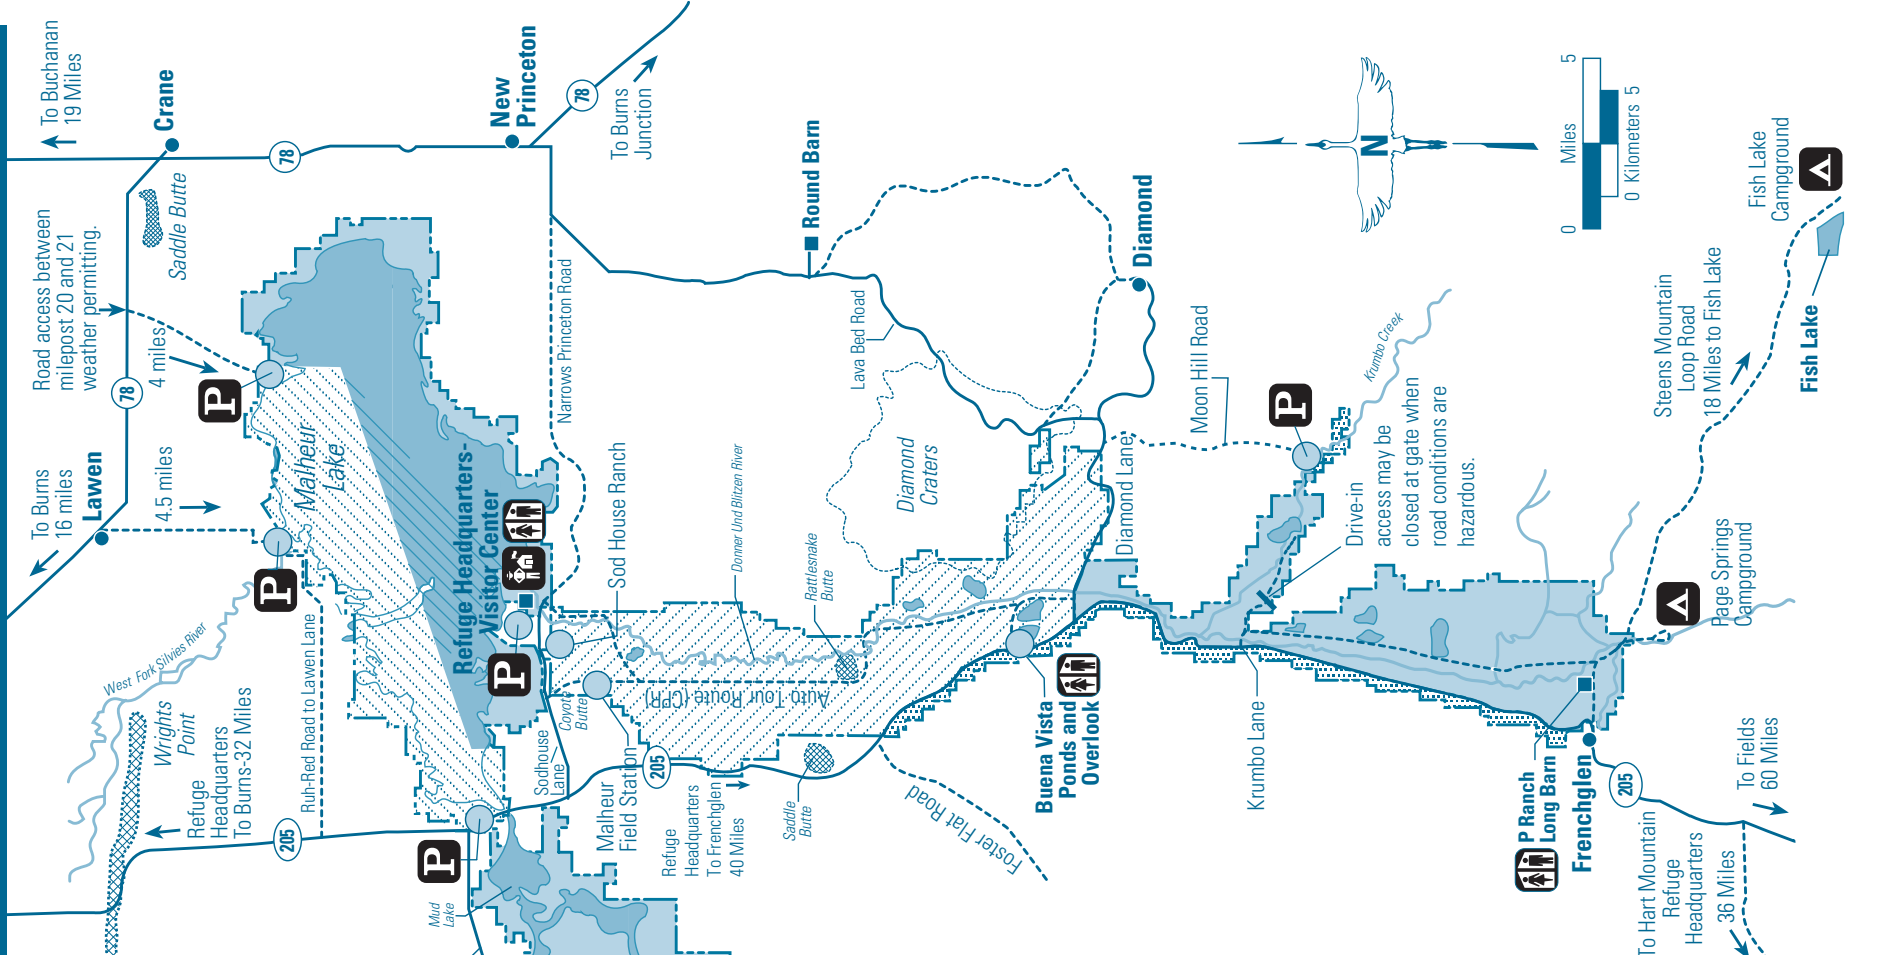 To Buchanan
19 Miles
Crane
78
New
Princeton
78
To Burns
Junction
Saddle Butte
Road access between
milepost 20 and 21
weather permitting.
4 miles
78
P
To Burns
16 miles
Lawen
4.5 miles
P
Malheur
Lake
Narrows Princeton Road
Refuge Headquarters-
Visitor Center
P
Sod House Ranch
Donner Und Blitzen River
Rattlesnake
Butte
West Fork Silvies River
Wrights
Point
Refuge
Headquarters
To Burns-32 Miles
Ruh-Red Road to Lawen Lane
205
P
Mud
Lake
Sodhouse
Lane
Coyote
Butte
Malheur
Field Station
205
Refuge
Headquarters
To Frenchglen
40 Miles
Auto Tour Route (CPR)
Saddle
Butte
Foster Flat Road
Round Barn
Lava Bed Road
Diamond
Craters
Diamond
Diamond Lane
Moon Hill Road
P
Krumbo Creek
Drive-in
access may be
closed at gate when
road conditions are
hazardous.
Buena Vista
Ponds and
Overlook
Krumbo Lane
P Ranch
Long Barn
Frenchglen
205
To Fields
60 Miles
To Hart Mountain
Refuge
Headquarters
36 Miles
Page Springs
Campground
Steens Mountain
Loop Road
18 Miles to Fish Lake
Fish Lake
Fish Lake
Campground
N
0 Miles 5
0 Kilometers 5